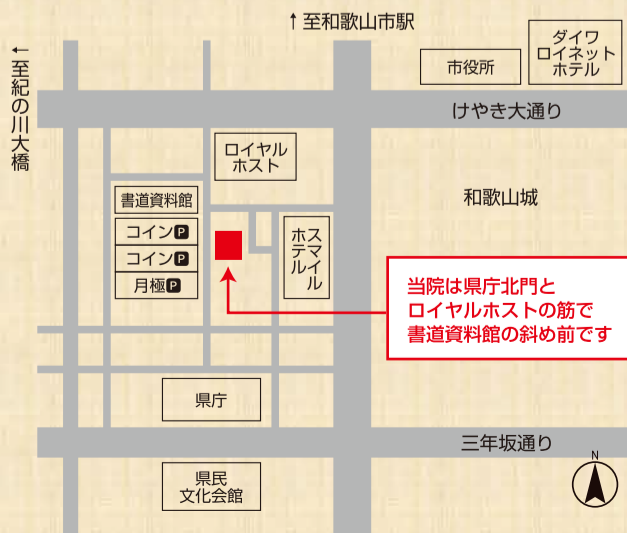 ↑至和歌山市駅
←至紀の川大橋
市役所
ダイワ
ロイネット
ホテル
けやき大通り
ロイヤル
ホスト
和歌山城
書道資料館
コインP
コインP
月極P
スマイル
ホテル
当院は県庁北門と
ロイヤルホストの筋で
書道資料館の斜め前です
県庁
三年坂通り
県民
文化会館
N